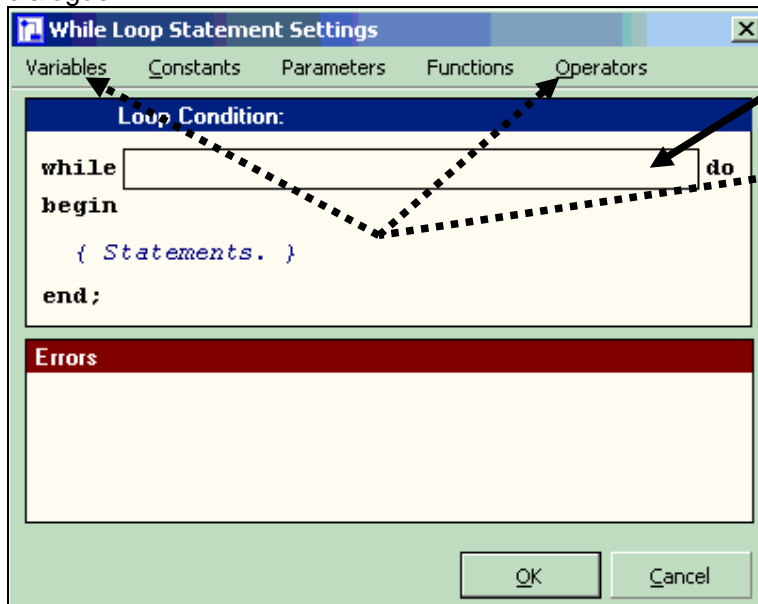 While Loop Statement Settings
Variables Constants Parameters Functions Operators
Loop Condition:
while do
begin
{ Statements. }
end;
Errors
OK Cancel